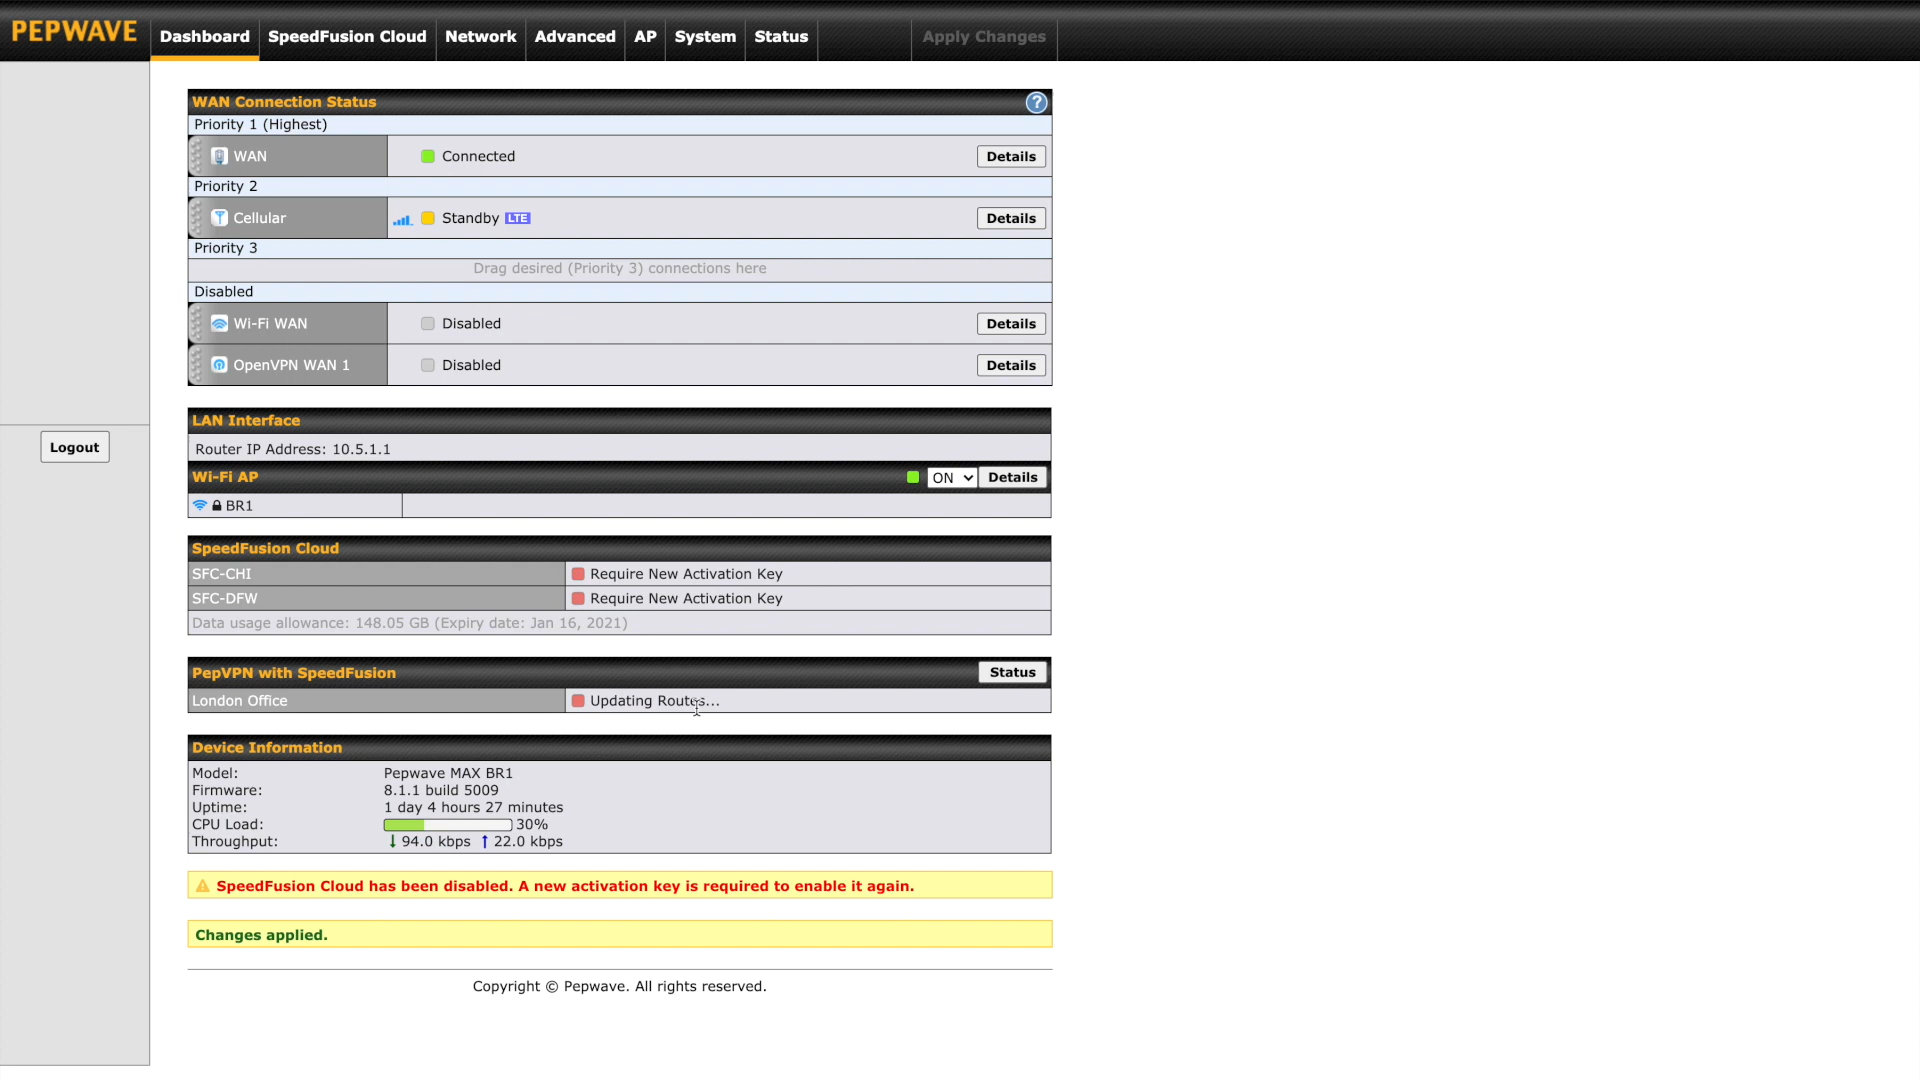 PEPWAVE
Dashboard SpeedFusion Cloud Network Advanced AP System Status Apply Changes
WAN Connection Status ?
Priority 1 (Highest)
WAN Connected Details
Priority 2
Cellular Standby LTE Details
Priority 3
Drag desired (Priority 3) connections here
Disabled
Wi-Fi WAN Disabled Details
OpenVPN WAN 1 Disabled Details
Logout
LAN Interface
Router IP Address: 10.5.1.1
Wi-Fi AP ON Details
BR1
SpeedFusion Cloud
SFC-CHI Require New Activation Key
SFC-DFW Require New Activation Key
Data usage allowance: 148.05 GB (Expiry date: Jan 16, 2021)
PepVPN with SpeedFusion Status
London Office Updating Routes...
Device Information
Model: Pepwave MAX BR1
Firmware: 8.1.1 build 5009
Uptime: 1 day 4 hours 27 minutes
CPU Load: 30%
Throughput: ↓ 94.0 kbps ↑ 22.0 kbps
SpeedFusion Cloud has been disabled. A new activation key is required to enable it again.
Changes applied.
Copyright © Pepwave. All rights reserved.